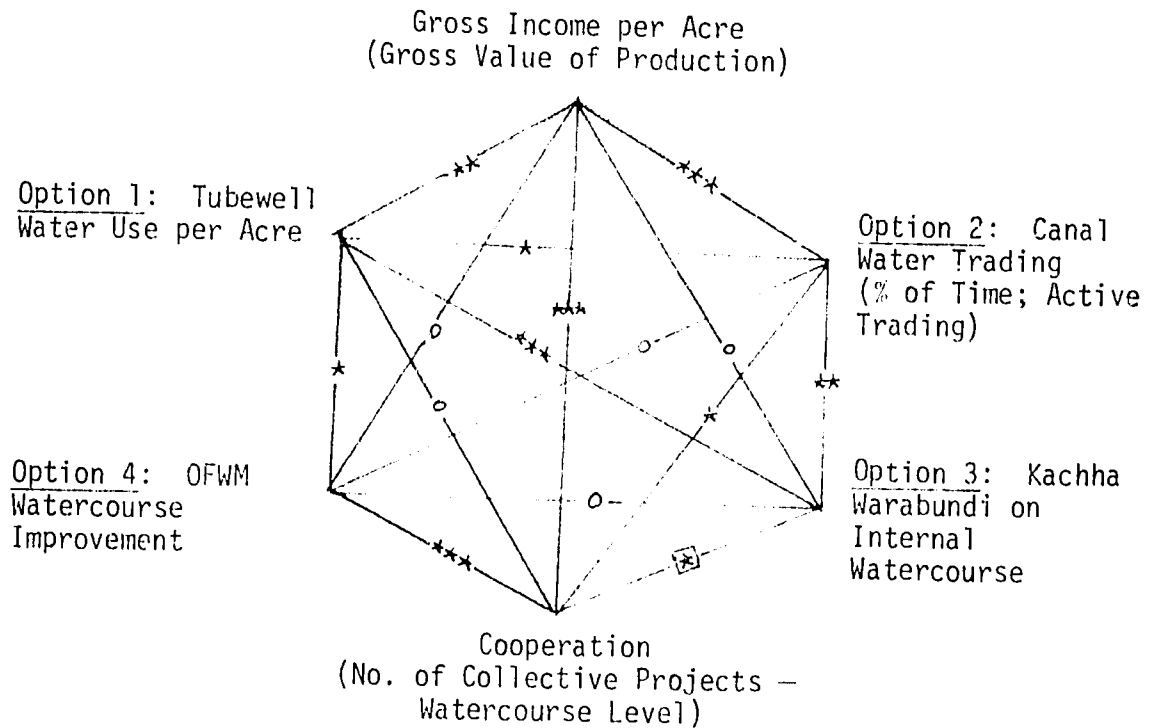 Gross Income per Acre
(Gross Value of Production)
Option 1: Tubewell
Water Use per Acre
Option 2: Canal
Water Trading
(% of Time; Active
Trading)
**
***
*
***
***
o
o
o
*
**
o
*
Option 4: OFWM
Watercourse
Improvement
Option 3: Kachha
Warabundi on
Internal
Watercourse
o
***
*
Cooperation
(No. of Collective Projects —
Watercourse Level)